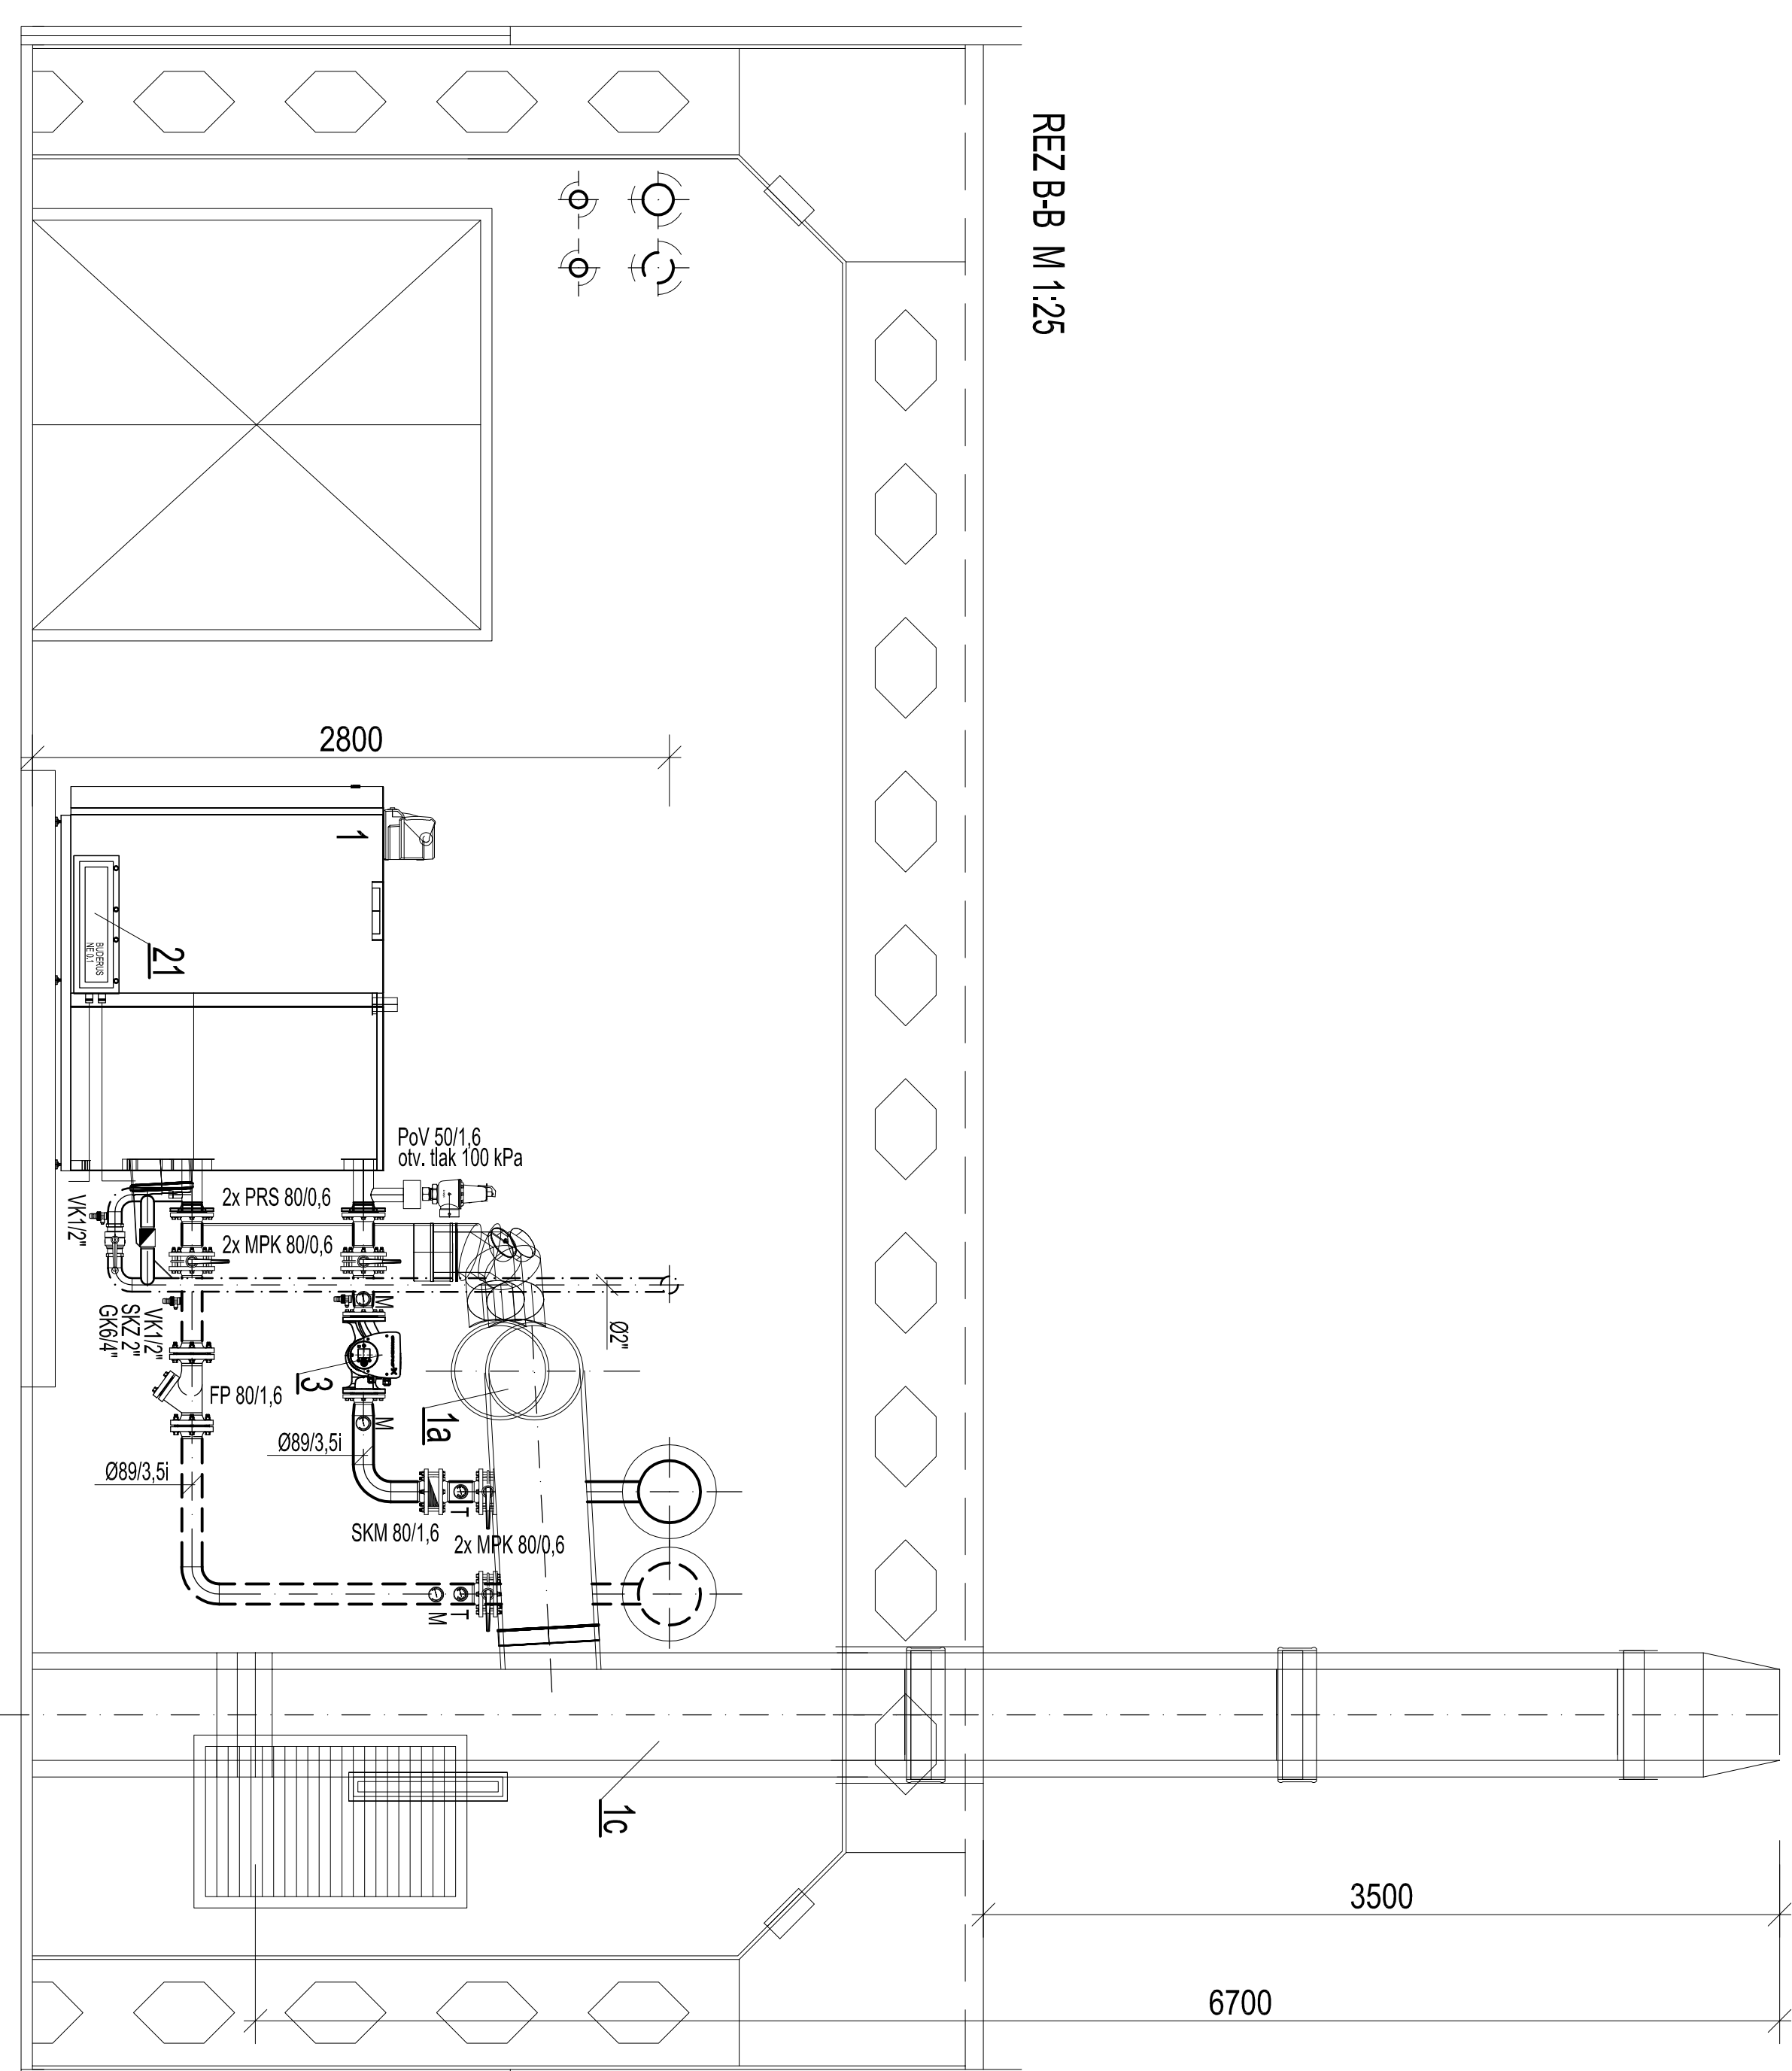 REZ B-B M 1:25
2800
1
21
BUDERUS
NE 0.1
PoV 50/1,6
otv. tlak 100 kPa
2x PRS 80/0,6
VK1/2"
2x MPK 80/0,6
M
Ø2"
VK1/2"
SKZ 2"
GK6/4"
3
FP 80/1,6
1a
M
Ø89/3,5i
Ø89/3,5i
T
SKM 80/1,6
2x MPK 80/0,6
T
M
1c
3500
6700